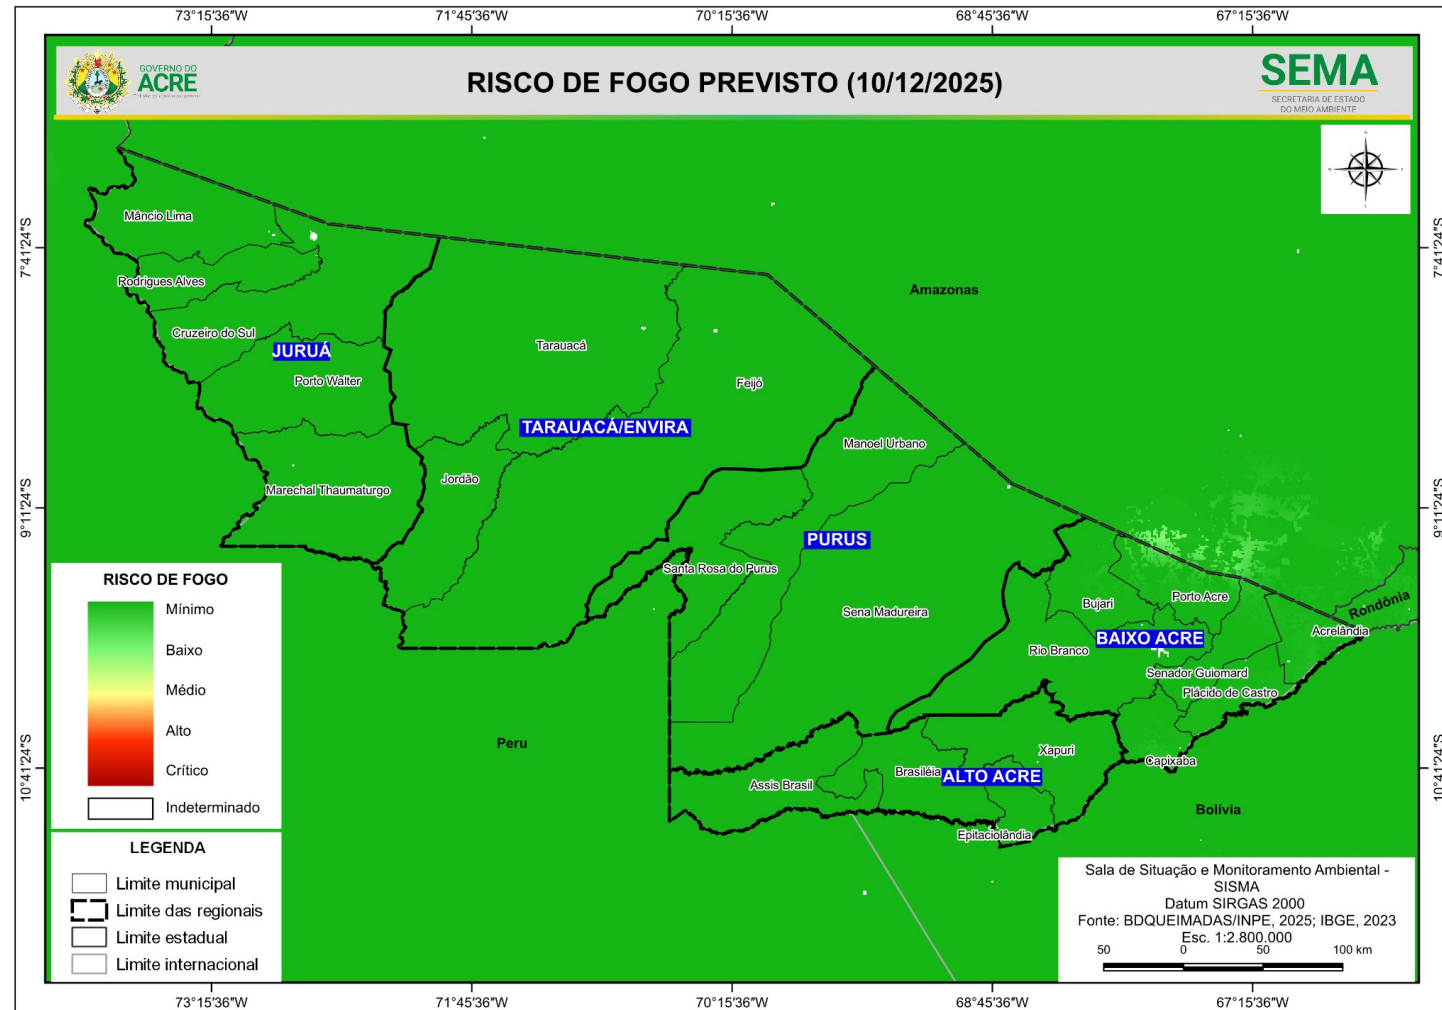 73°15'36"W
71°45'36"W
70°15'36"W
68°45'36"W
67°15'36"W
GOVERNO DO
ACRE
RISCO DE FOGO PREVISTO (10/12/2025)
SEMA
SECRETARIA DE ESTADO
DO MEIO AMBIENTE
N
Mâncio Lima
7°41'24"S
7°41'24"S
Rodrigues Alves
Amazonas
Cruzeiro do Sul
JURUÁ
Tarauacá
Porto Walter
Feijó
TARAUACÁ/ENVIRA
Manoel Urbano
Jordão
Marechal Thaumaturgo
9°11'24"S
9°11'24"S
PURUS
Santa Rosa do Purus
Sena Madureira
Bujari
Porto Acre
Rondônia
Acrelândia
BAIXO ACRE
Rio Branco
Senador Guiomard
Plácido de Castro
Peru
Xapuri
Capixaba
Brasiléia
ALTO ACRE
Assis Brasil
10°41'24"S
10°41'24"S
Bolívia
Epitaciolândia
RISCO DE FOGO
Mínimo
Baixo
Médio
Alto
Crítico
Indeterminado
LEGENDA
Limite municipal
Limite das regionais
Limite estadual
Limite internacional
Sala de Situação e Monitoramento Ambiental -
SISMA
Datum SIRGAS 2000
Fonte: BDQUEIMADAS/INPE, 2025; IBGE, 2023
Esc. 1:2.800.000
50 0 50 100 km
73°15'36"W
71°45'36"W
70°15'36"W
68°45'36"W
67°15'36"W